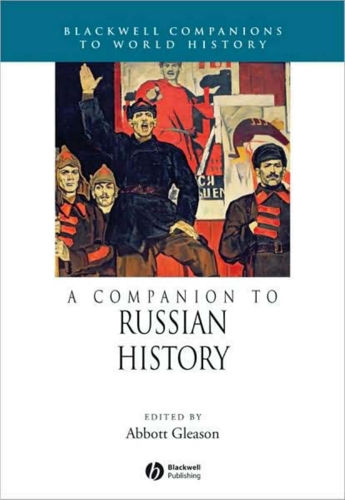 BLACKWELL COMPANIONS
TO WORLD HISTORY
A COMPANION TO
RUSSIAN
HISTORY
EDITED BY
Abbott Gleason
Blackwell
Publishing